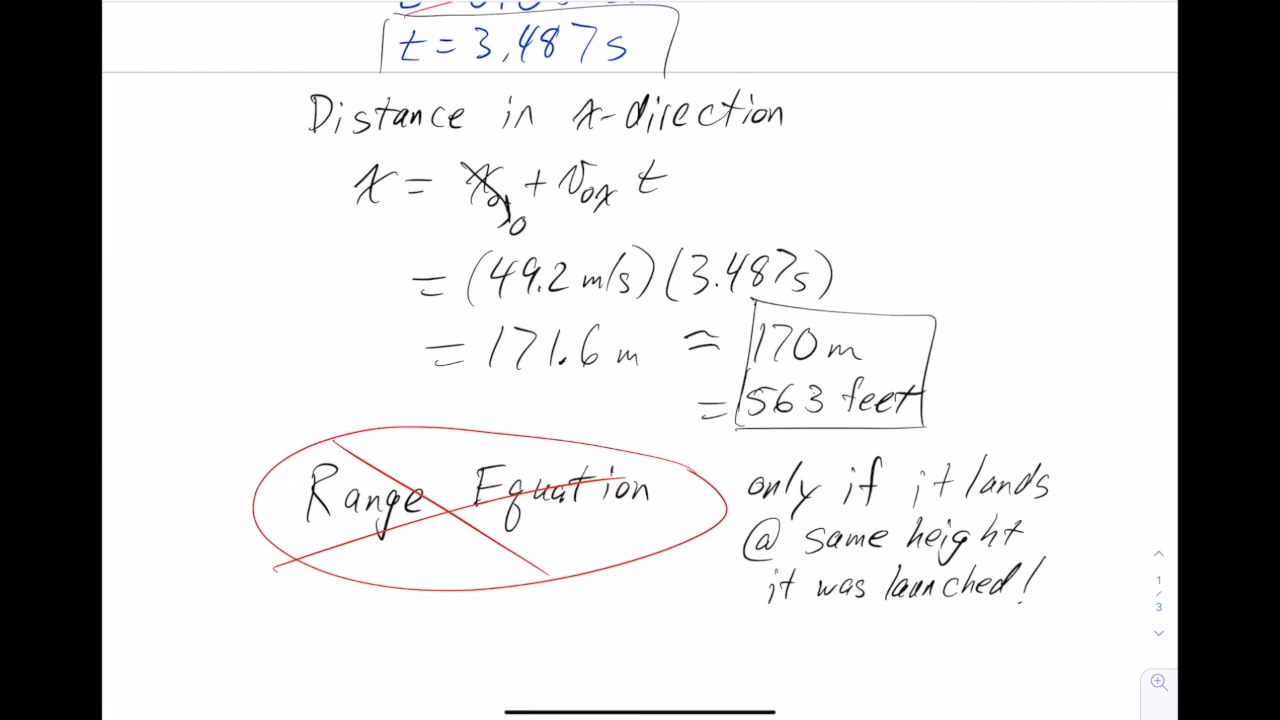 t = 3.487s
Distance in x-direction
x = x₀ + v₀ₓ t
0
= (49.2 m/s)(3.487s)
= 171.6 m ≈ 170 m
= 563 feet
Range Equation
only if it lands
@ same height
it was launched!
1
/
3